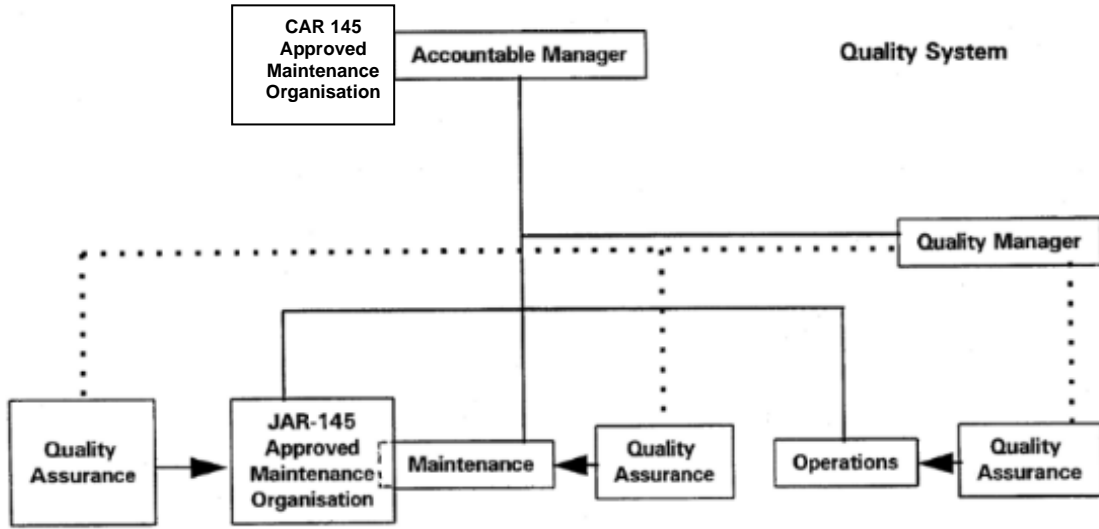 CAR 145
Approved
Maintenance
Organisation
Accountable Manager
Quality System
Quality Manager
Quality
Assurance
JAR-145
Approved
Maintenance
Organisation
Maintenance
Quality
Assurance
Operations
Quality
Assurance